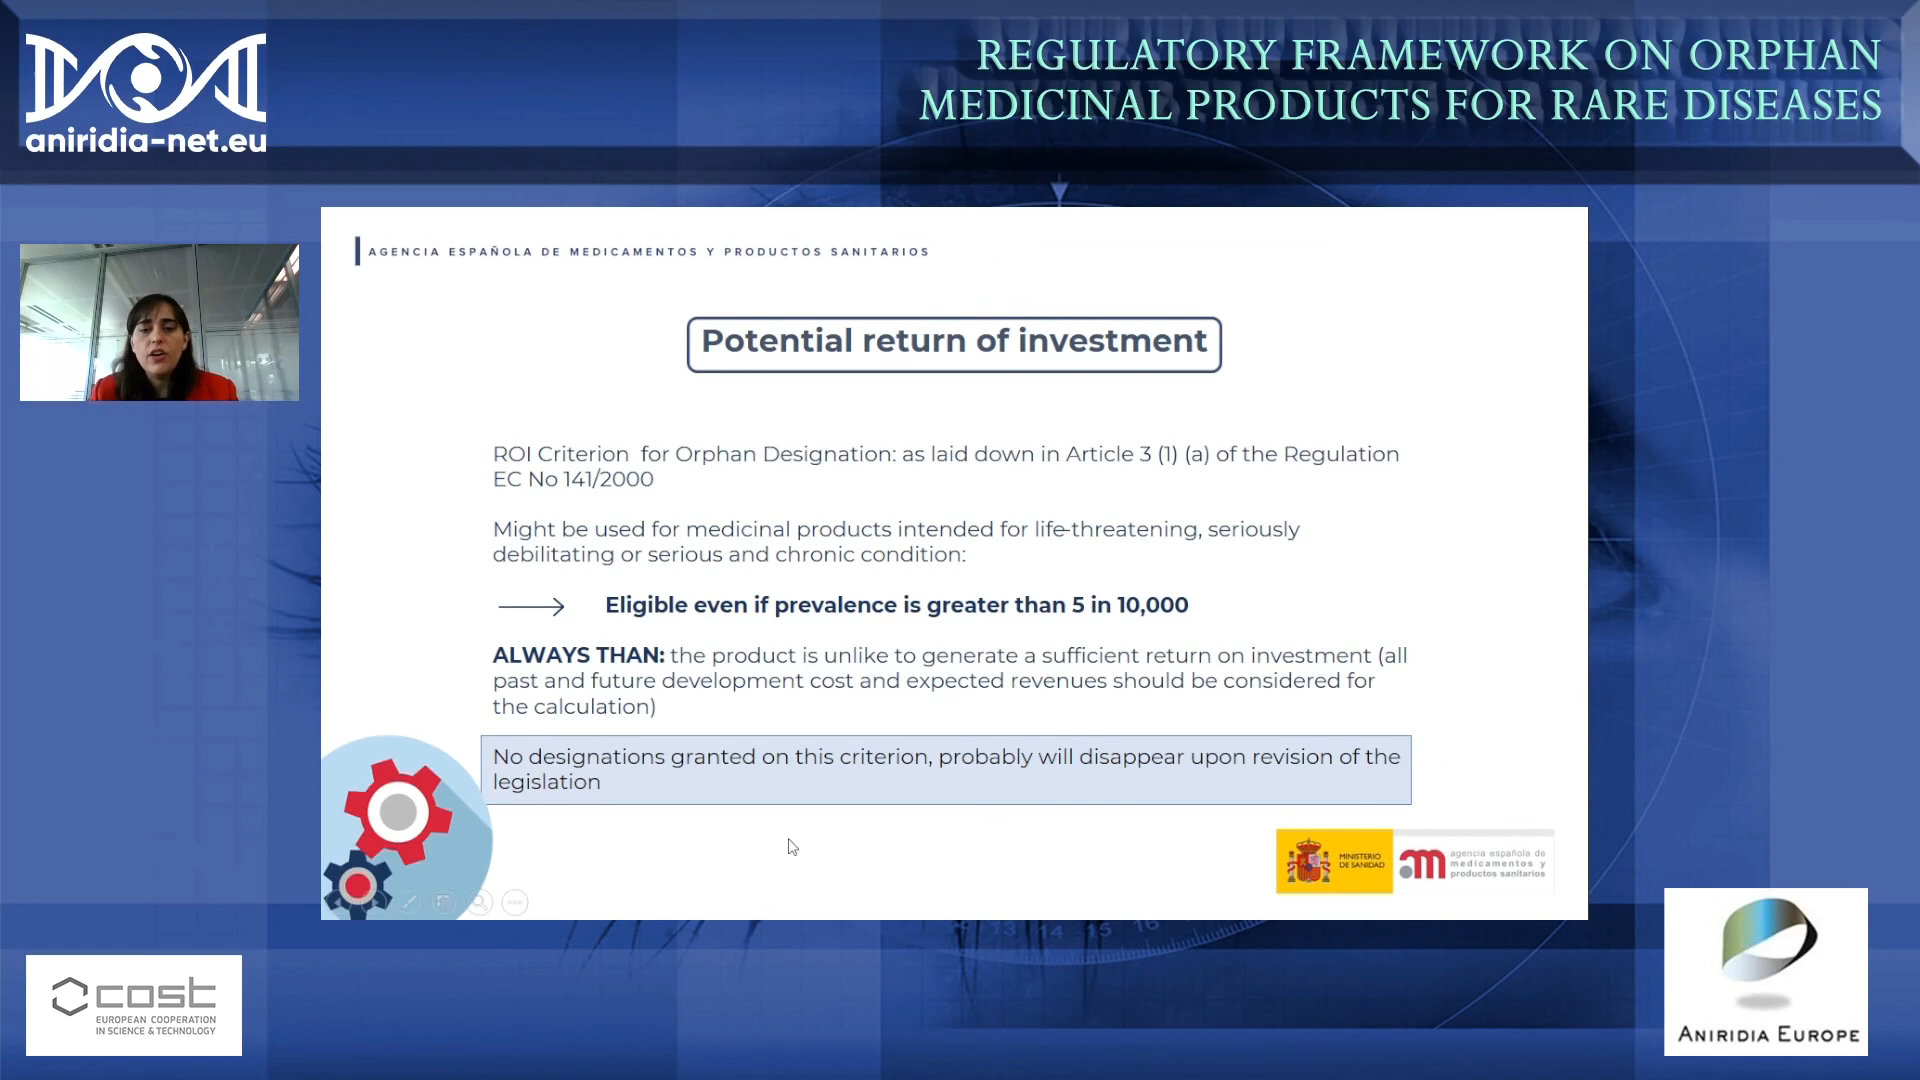 aniridia-net.eu
REGULATORY FRAMEWORK ON ORPHAN
MEDICINAL PRODUCTS FOR RARE DISEASES
AGENCIA ESPAÑOLA DE MEDICAMENTOS Y PRODUCTOS SANITARIOS
Potential return of investment
ROI Criterion for Orphan Designation: as laid down in Article 3 (1) (a) of the Regulation
EC No 141/2000
Might be used for medicinal products intended for life-threatening, seriously
debilitating or serious and chronic condition:
Eligible even if prevalence is greater than 5 in 10,000
ALWAYS THAN: the product is unlike to generate a sufficient return on investment (all
past and future development cost and expected revenues should be considered for
the calculation)
No designations granted on this criterion, probably will disappear upon revision of the
legislation
MINISTERIO
DE SANIDAD
agencia española de
medicamentos y
productos sanitarios
13 14 15 16
cost
EUROPEAN COOPERATION
IN SCIENCE & TECHNOLOGY
ANIRIDIA EUROPE